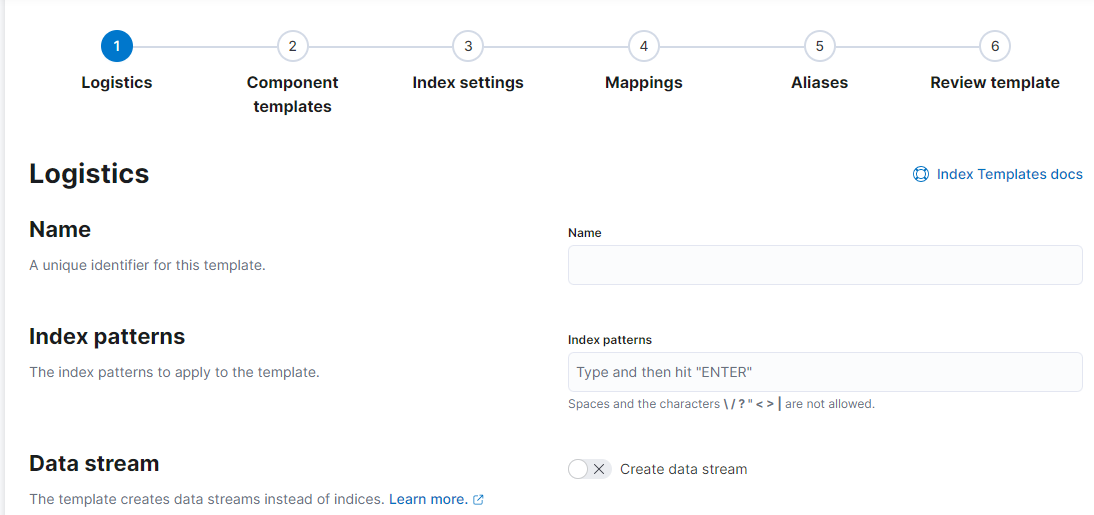 1 2 3 4 5 6
Logistics Component Index settings Mappings Aliases Review template
templates
Logistics
Index Templates docs
Name
A unique identifier for this template.
Name
Index patterns
The index patterns to apply to the template.
Index patterns
Type and then hit "ENTER"
Spaces and the characters \ / ? " < > | are not allowed.
Data stream
The template creates data streams instead of indices. Learn more.
Create data stream